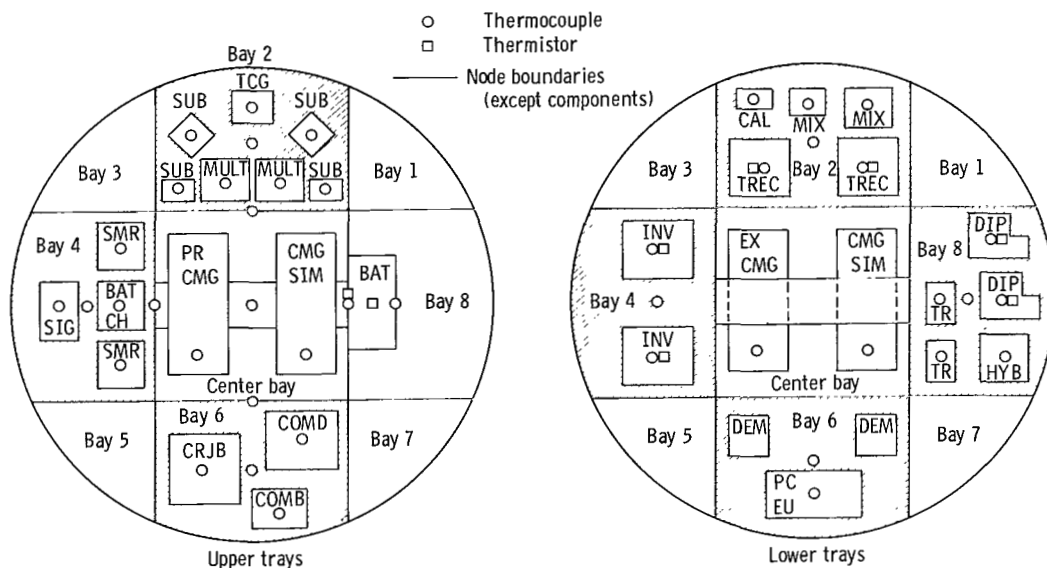 Thermocouple
Thermistor
Node boundaries
(except components)
Bay 2
TCG
SUB
SUB
SUB
MULT
MULT
SUB
Bay 3
Bay 1
Bay 4
SMR
PR
CMG
CMG
SIM
BAT
BAT
CH
SIG
Bay 8
SMR
Center bay
Bay 5
Bay 6
Bay 7
COMD
CRJB
COMB
Upper trays
CAL
MIX
MIX
Bay 3
Bay 2
Bay 1
TREC
TREC
INV
EX
CMG
CMG
SIM
DIP
Bay 8
Bay 4
DIP
TR
INV
TR
HYB
Center bay
Bay 5
Bay 6
Bay 7
DEM
DEM
PC
EU
Lower trays